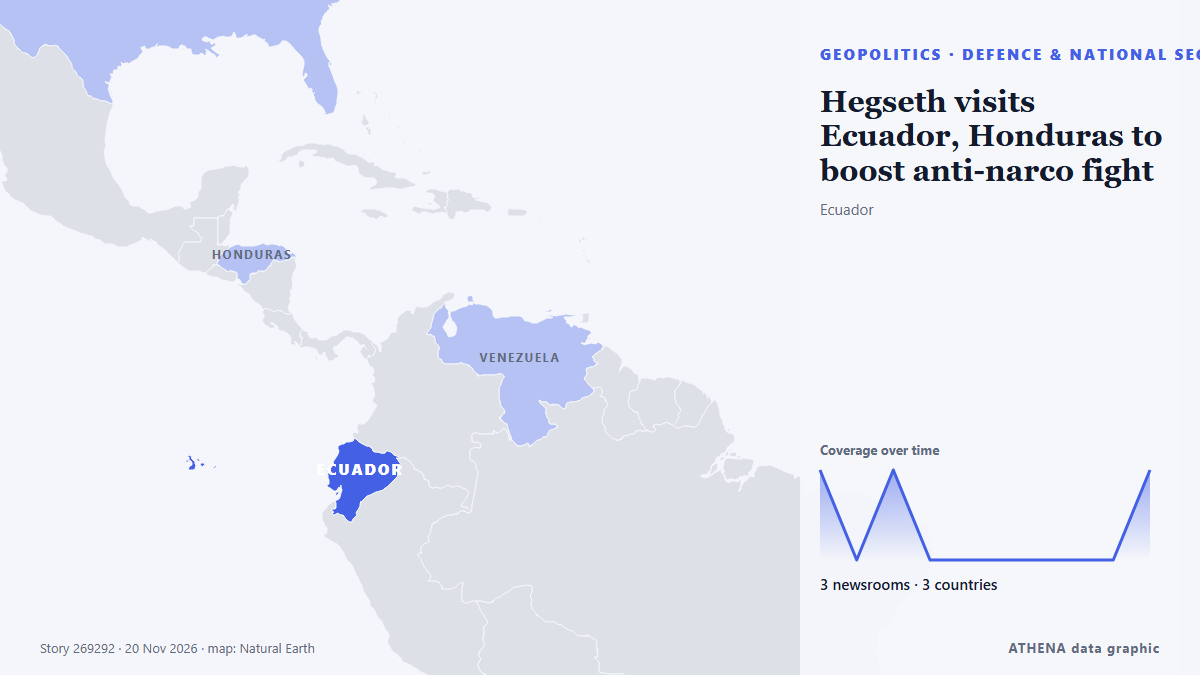 GEOPOLITICS · DEFENCE & NATIONAL SEC
Hegseth visits
Ecuador, Honduras to
boost anti-narco fight
Ecuador
HONDURAS
VENEZUELA
ECUADOR
Coverage over time
3 newsrooms · 3 countries
Story 269292 · 20 Nov 2026 · map: Natural Earth
ATHENA data graphic